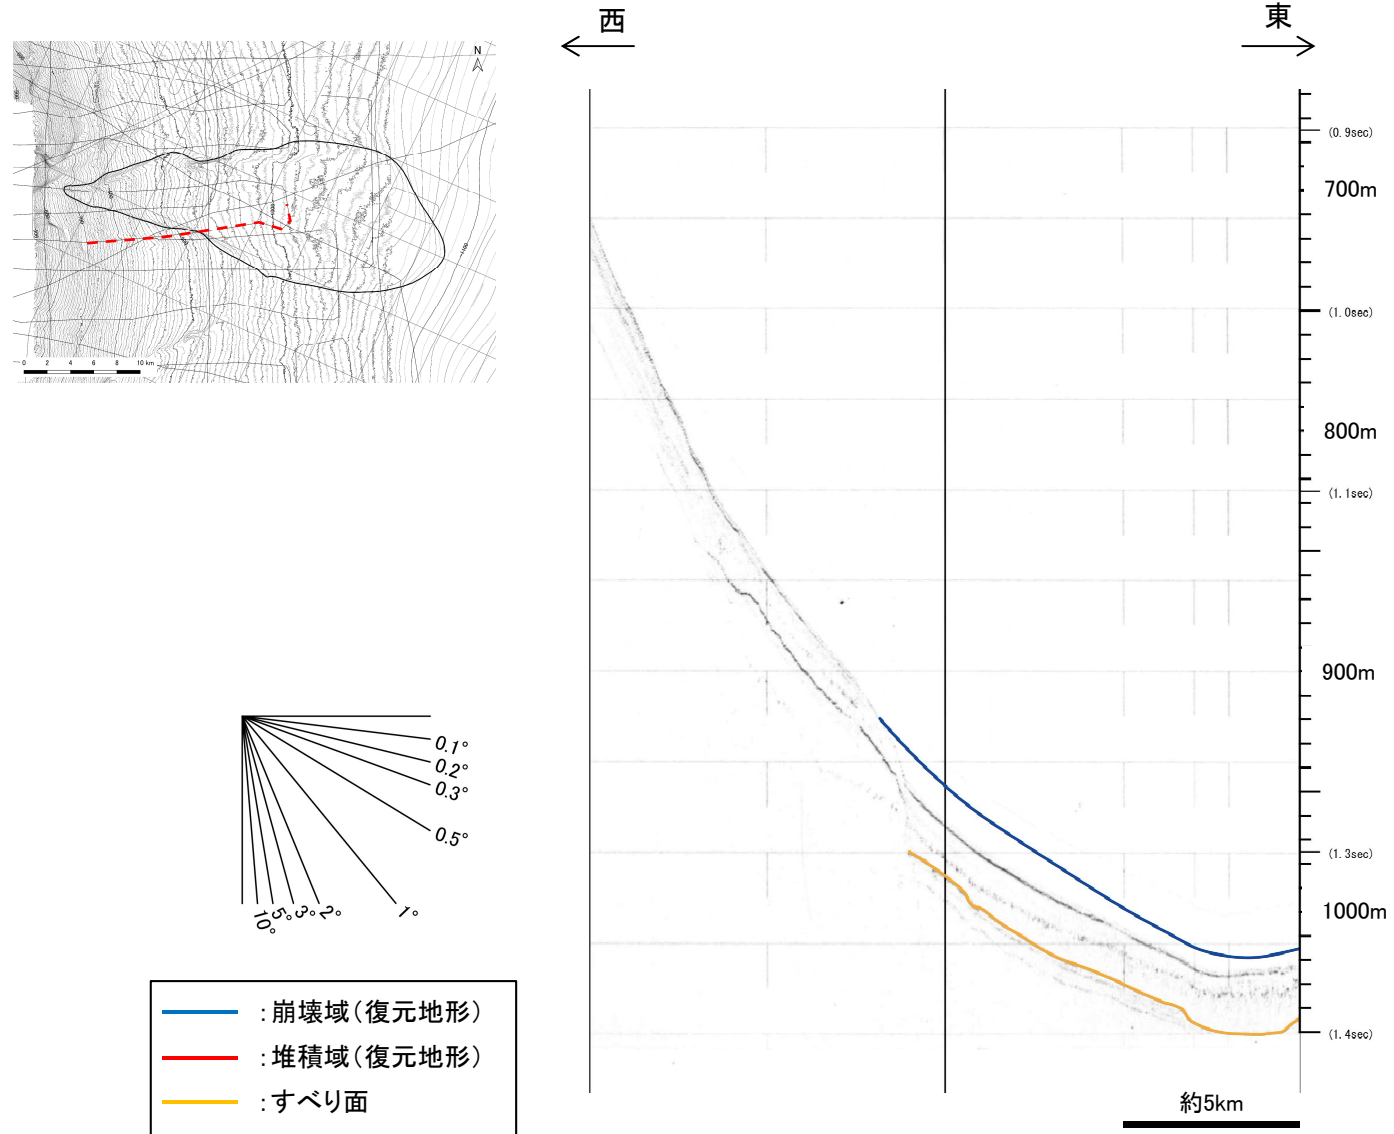 西
東
N
0 2 4 6 8 10 km
(0.9sec)
700m
(1.0sec)
800m
(1.1sec)
900m
(1.3sec)
1000m
(1.4sec)
0.1°
0.2°
0.3°
0.5°
1°
2°
3°
5°
10°
:崩壊域(復元地形)
:堆積域(復元地形)
:すべり面
約5km